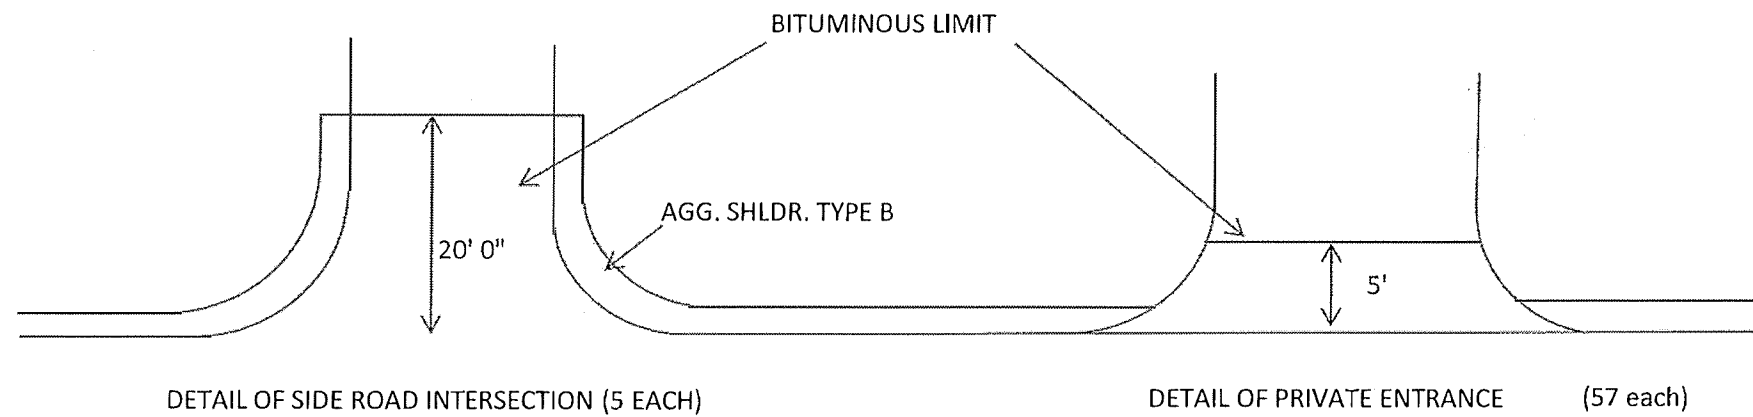 BITUMINOUS LIMIT
AGG. SHLDR. TYPE B
20' 0"
5'
DETAIL OF SIDE ROAD INTERSECTION (5 EACH)
DETAIL OF PRIVATE ENTRANCE (57 each)